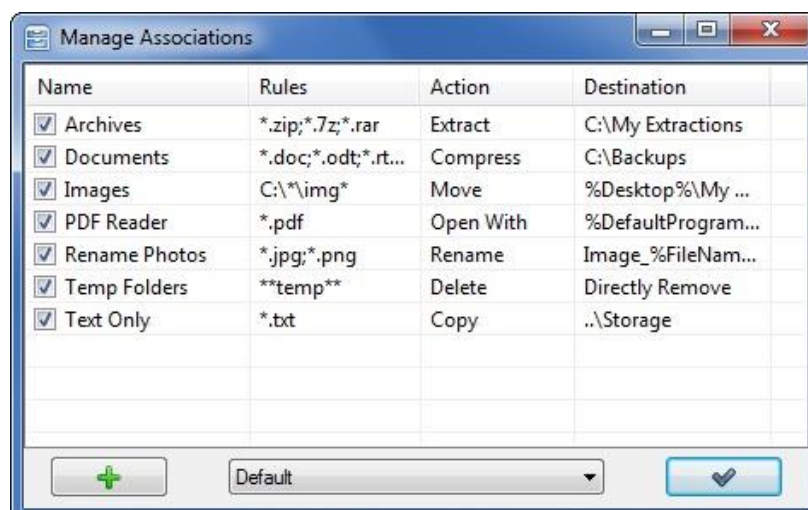 Manage Associations
Name Rules Action Destination
Archives *.zip;*.7z;*.rar Extract C:\My Extractions
Documents *.doc;*.odt;*.rt... Compress C:\Backups
Images C:\*\img* Move %Desktop%\My ...
PDF Reader *.pdf Open With %DefaultProgram...
Rename Photos *.jpg;*.png Rename Image_%FileNam...
Temp Folders **temp** Delete Directly Remove
Text Only *.txt Copy ..\Storage
Default